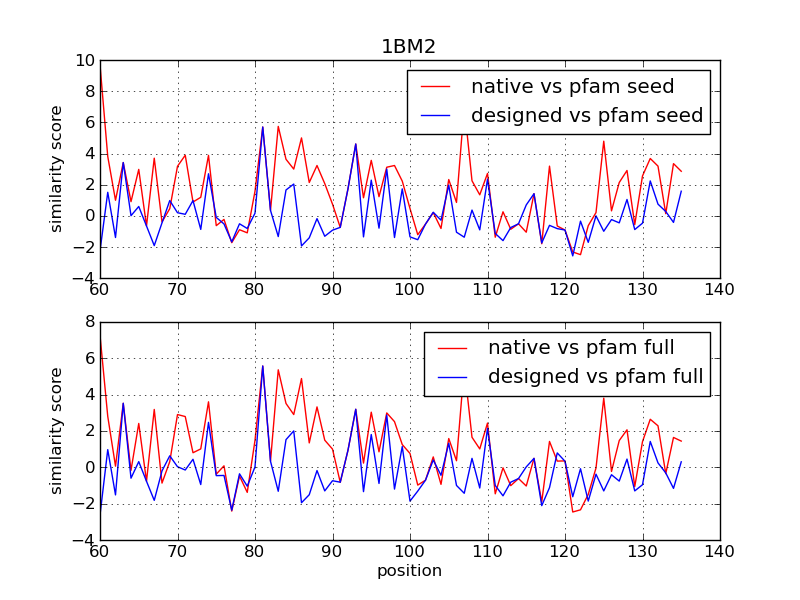 1BM2
native vs pfam seed
designed vs pfam seed
similarity score
10
8
6
4
2
0
−2
−4
60 70 80 90 100 110 120 130 140
native vs pfam full
designed vs pfam full
similarity score
8
6
4
2
0
−2
−4
60 70 80 90 100 110 120 130 140
position